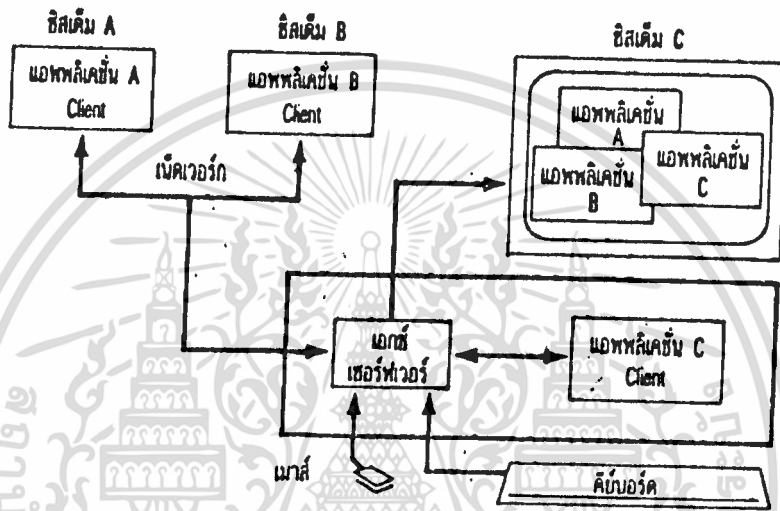 ซิสเต็ม A
ซิสเต็ม B
ซิสเต็ม C
แอพพลิเคชั่น A
Client
แอพพลิเคชั่น B
Client
แอพพลิเคชั่น
A
แอพพลิเคชั่น
B
แอพพลิเคชั่น
C
เน็ตเวอร์ก
เอกซ์
เซอร์ฟเวอร์
แอพพลิเคชั่น C
Client
เมาส์
คีย์บอร์ด